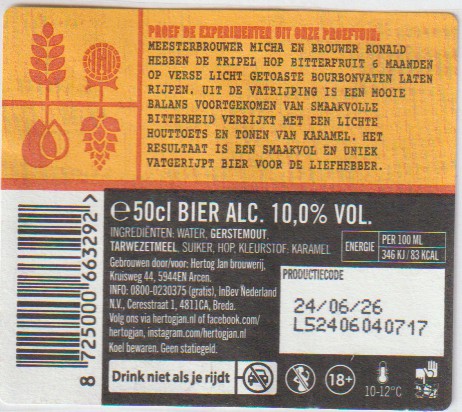 PROEF DE EXPERIMENTEN UIT ONZE PROEFTUIN:
MEESTERBROUWER MICHA EN BROUWER RONALD
HEBBEN DE TRIPEL HOP BITTERFRUIT 6 MAANDEN
OP VERSE LICHT GETOASTE BOURBONVATEN LATEN
RIJPEN. UIT DE VATRIJPING IS EEN MOOIE
BALANS VOORTGEKOMEN VAN SMAAKVOLLE
BITTERHEID VERRIJKT MET EEN LICHTE
HOUTTOETS EN TONEN VAN KARAMEL. HET
RESULTAAT IS EEN SMAAKVOL EN UNIEK
VATGERIJPT BIER VOOR DE LIEFHEBBER.
℮50cl BIER ALC. 10,0% VOL.
INGREDIËNTEN: WATER, GERSTEMOUT,
TARWEZETMEEL, SUIKER, HOP, KLEURSTOF: KARAMEL
ENERGIE
PER 100 ML
346 KJ / 83 KCAL
Gebrouwen door/voor: Hertog Jan brouwerij,
Kruisweg 44, 5944EN Arcen.
INFO: 0800-0230375 (gratis), InBev Nederland
N.V., Ceresstraat 1, 4811CA, Breda.
Volg ons via hertogjan.nl of facebook.com/
hertogjan, instagram.com/hertogjan.nl
Koel bewaren. Geen statiegeld.
PRODUCTIECODE
24/06/26
L52406040717
Drink niet als je rijdt
18+
10-12°C
8 725000 663292 >